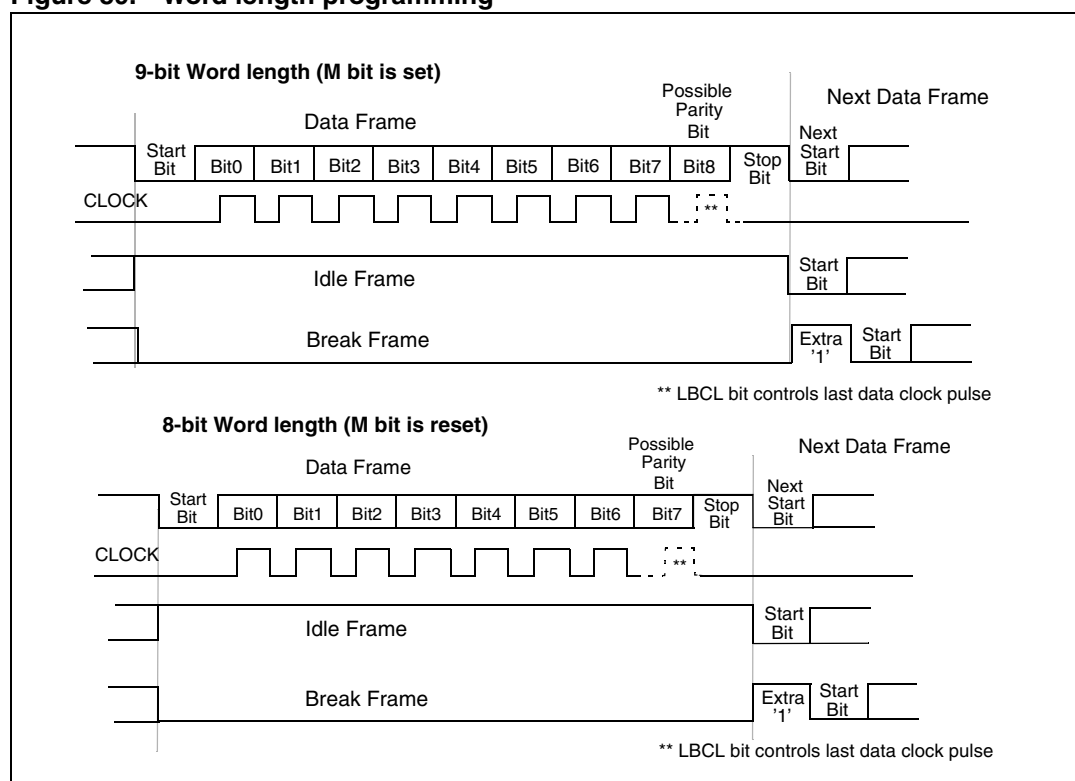 Figure 80. Word length programming
9-bit Word length (M bit is set)
Possible
Parity
Bit
Next Data Frame
Data Frame
Start
Bit
Bit0
Bit1
Bit2
Bit3
Bit4
Bit5
Bit6
Bit7
Bit8
Stop
Bit
Next
Start
Bit
CLOCK
**
Idle Frame
Start
Bit
Break Frame
Extra
'1'
Start
Bit
** LBCL bit controls last data clock pulse
8-bit Word length (M bit is reset)
Possible
Parity
Bit
Next Data Frame
Data Frame
Start
Bit
Bit0
Bit1
Bit2
Bit3
Bit4
Bit5
Bit6
Bit7
Stop
Bit
Next
Start
Bit
CLOCK
**
Idle Frame
Start
Bit
Break Frame
Extra
'1'
Start
Bit
** LBCL bit controls last data clock pulse